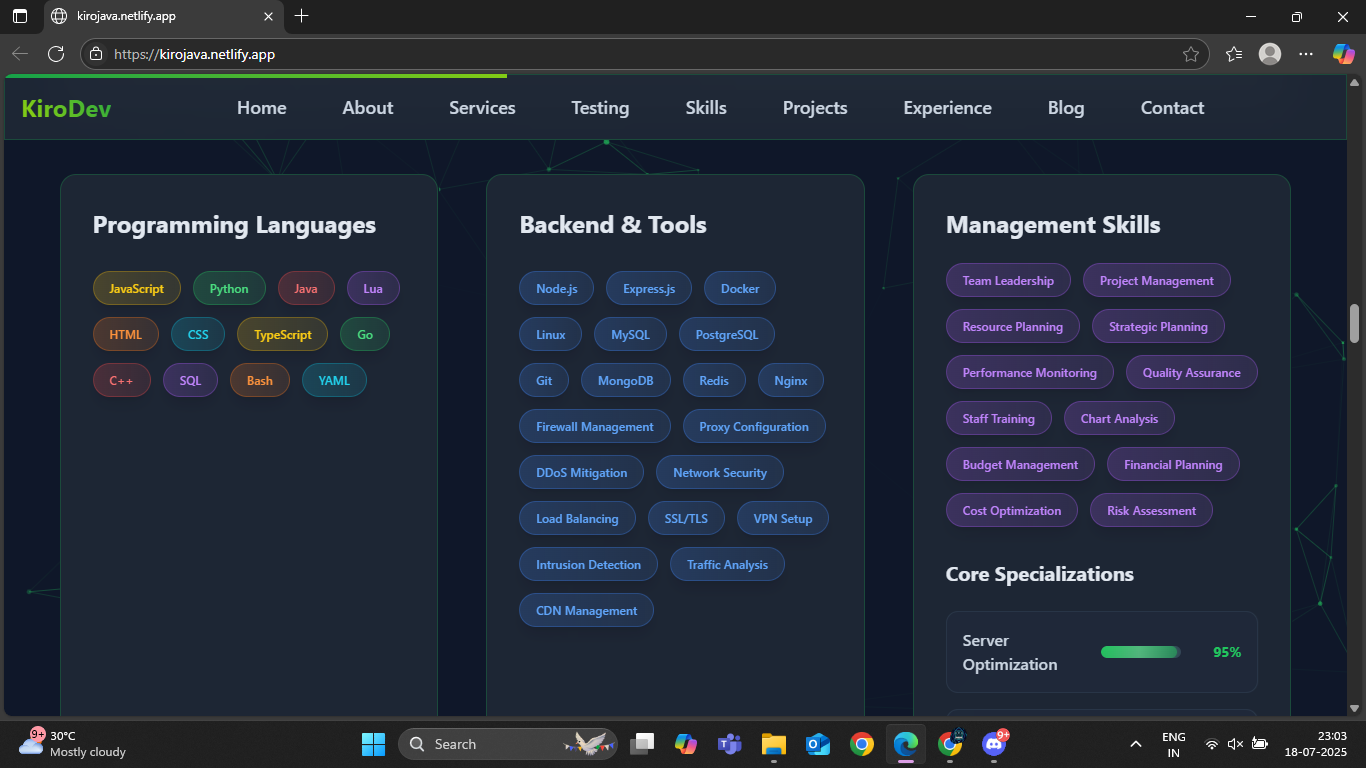 kirojava.netlify.app
https://kirojava.netlify.app
KiroDev Home About Services Testing Skills Projects Experience Blog Contact
Programming Languages
JavaScript Python Java Lua
HTML CSS TypeScript Go
C++ SQL Bash YAML
Backend & Tools
Node.js Express.js Docker
Linux MySQL PostgreSQL
Git MongoDB Redis Nginx
Firewall Management Proxy Configuration
DDoS Mitigation Network Security
Load Balancing SSL/TLS VPN Setup
Intrusion Detection Traffic Analysis
CDN Management
Management Skills
Team Leadership Project Management
Resource Planning Strategic Planning
Performance Monitoring Quality Assurance
Staff Training Chart Analysis
Budget Management Financial Planning
Cost Optimization Risk Assessment
Core Specializations
Server
Optimization 95%
9+ 30°C
Mostly cloudy
Search
9+
ENG
IN
23:03
18-07-2025